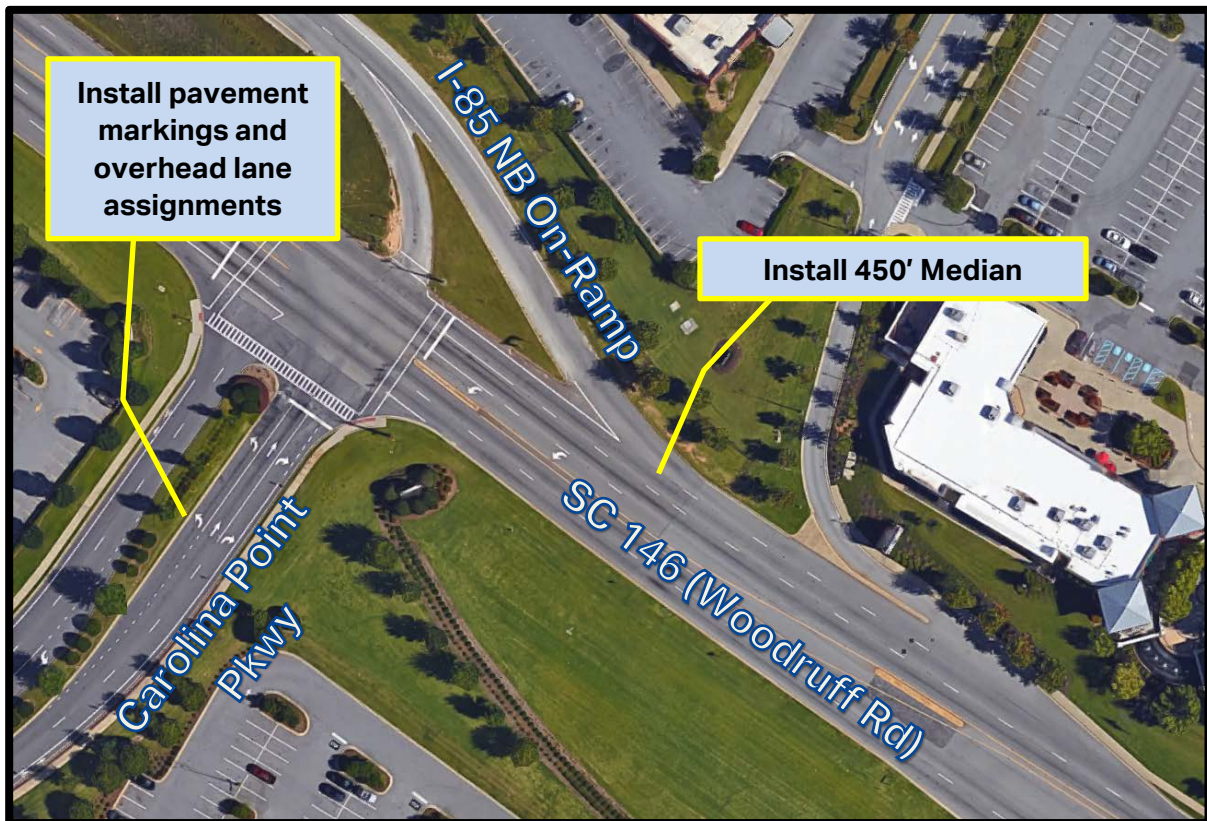 Install pavement
markings and
overhead lane
assignments
I-85 NB On-Ramp
Install 450′ Median
SC 146 (Woodruff Rd)
Carolina Point
Pkwy